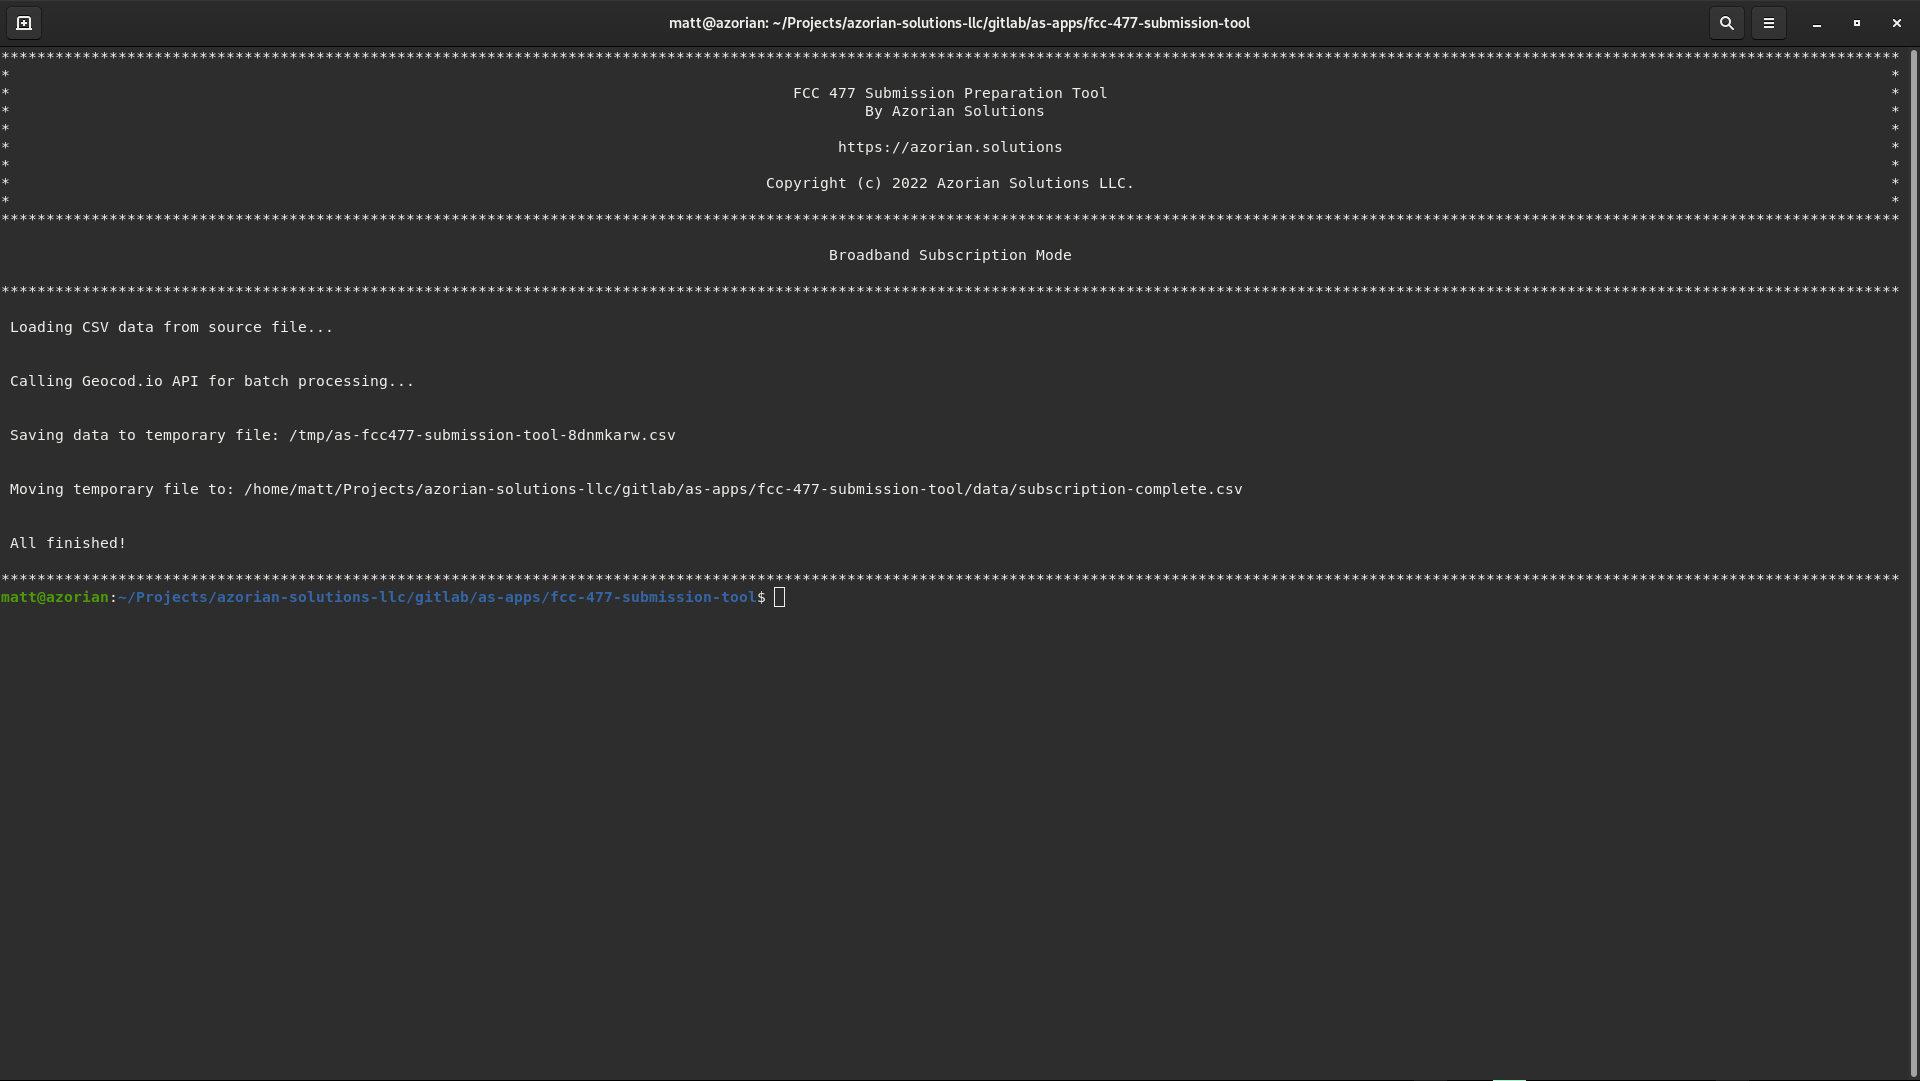 matt@azorian: ~/Projects/azorian-solutions-llc/gitlab/as-apps/fcc-477-submission-tool
FCC 477 Submission Preparation Tool
By Azorian Solutions
https://azorian.solutions
Copyright (c) 2022 Azorian Solutions LLC.
Broadband Subscription Mode
Loading CSV data from source file...
Calling Geocod.io API for batch processing...
Saving data to temporary file: /tmp/as-fcc477-submission-tool-8dnmkarw.csv
Moving temporary file to: /home/matt/Projects/azorian-solutions-llc/gitlab/as-apps/fcc-477-submission-tool/data/subscription-complete.csv
All finished!
matt@azorian:~/Projects/azorian-solutions-llc/gitlab/as-apps/fcc-477-submission-tool$